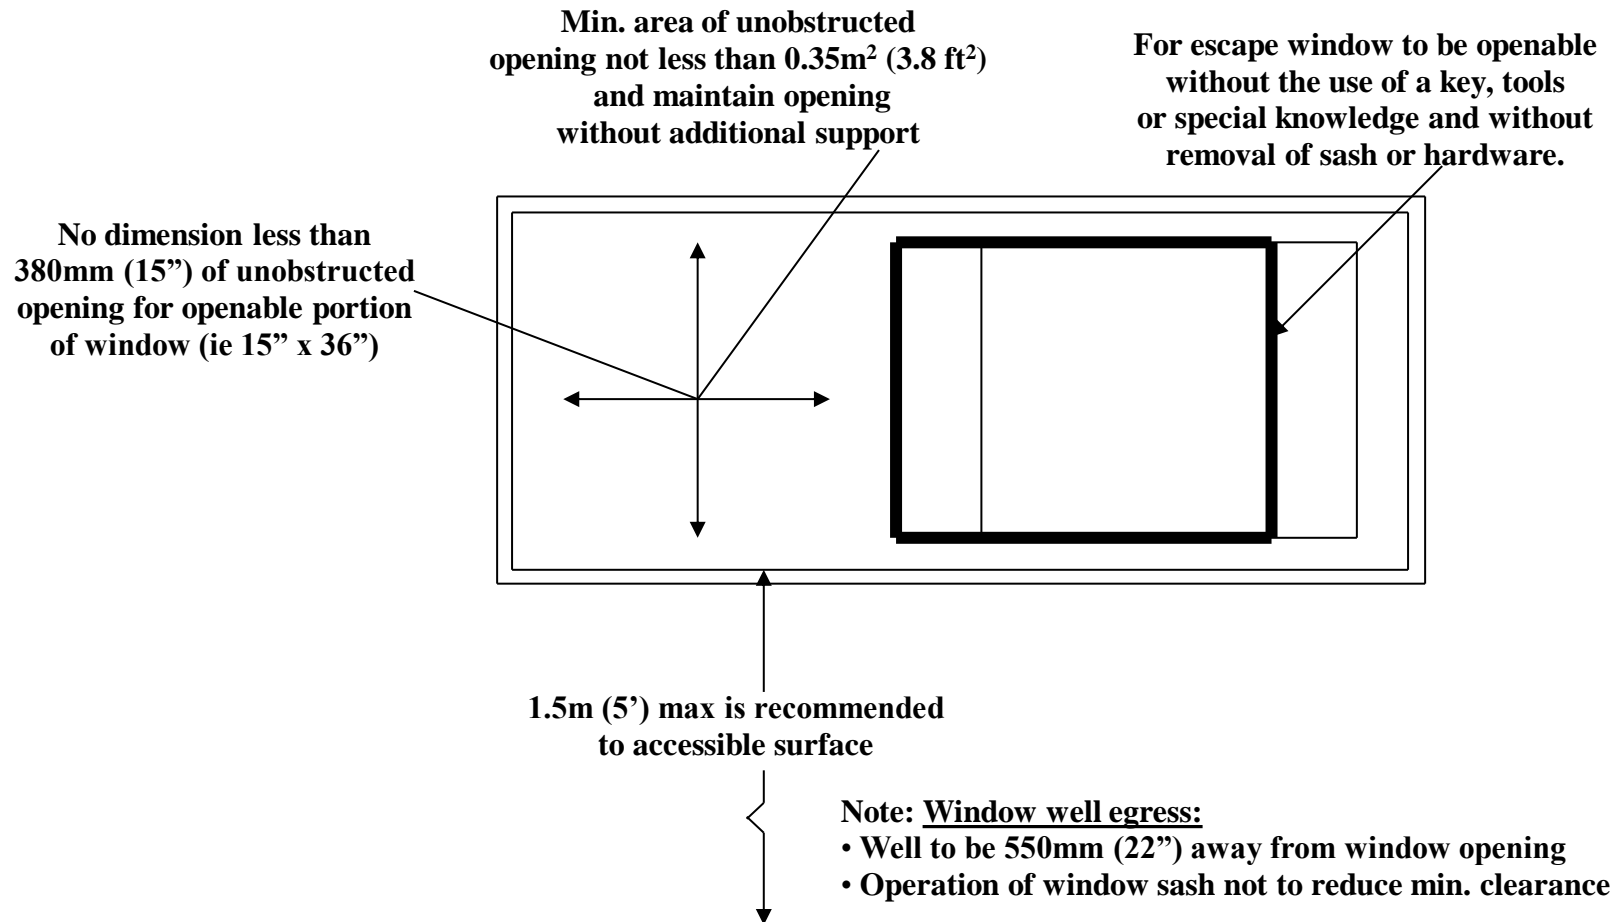 Min. area of unobstructed
opening not less than 0.35m² (3.8 ft²)
and maintain opening
without additional support
For escape window to be openable
without the use of a key, tools
or special knowledge and without
removal of sash or hardware.
No dimension less than
380mm (15”) of unobstructed
opening for openable portion
of window (ie 15” x 36”)
1.5m (5’) max is recommended
to accessible surface
Note: Window well egress:
• Well to be 550mm (22”) away from window opening
• Operation of window sash not to reduce min. clearance